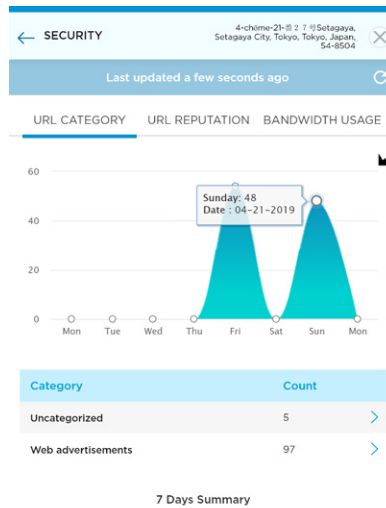 SECURITY
4-chōme-21-番２７号Setagaya,
Setagaya City, Tokyo, Tokyo, Japan,
54-8504
Last updated a few seconds ago
URL CATEGORY URL REPUTATION BANDWIDTH USAGE
60
Sunday: 48
Date : 04-21-2019
40
20
0
Mon Tue Wed Thu Fri Sat Sun Mon
Category Count
Uncategorized 5
Web advertisements 97
7 Days Summary